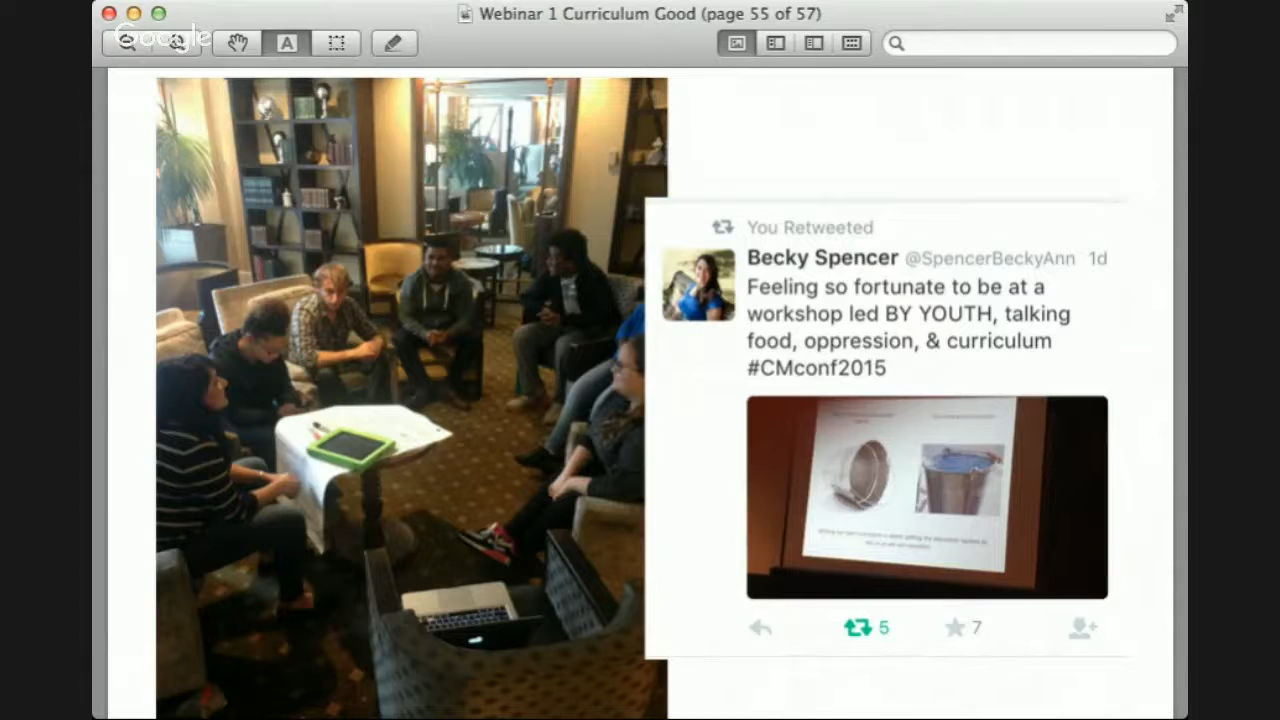 Webinar 1 Curriculum Good (page 55 of 57)
Google
A
You Retweeted
Becky Spencer @SpencerBeckyAnn 1d
Feeling so fortunate to be at a
workshop led BY YOUTH, talking
food, oppression, & curriculum
#CMconf2015
5
7